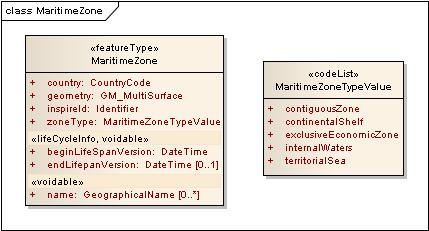 class MaritimeZone
«featureType»
MaritimeZone
+ country: CountryCode
+ geometry: GM_MultiSurface
+ inspireId: Identifier
+ zoneType: MaritimeZoneTypeValue
«lifeCycleInfo, voidable»
+ beginLifeSpanVersion: DateTime
+ endLifespanVersion: DateTime [0..1]
«voidable»
+ name: GeographicalName [0..*]
«codeList»
MaritimeZoneTypeValue
+ contiguousZone
+ continentalShelf
+ exclusiveEconomicZone
+ internalWaters
+ territorialSea